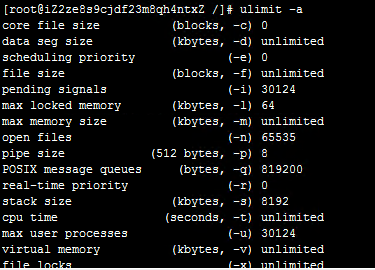 [root@iZ2ze8s9cjdf23m8qh4ntxZ /]# ulimit -a
core file size (blocks, -c) 0
data seg size (kbytes, -d) unlimited
scheduling priority (-e) 0
file size (blocks, -f) unlimited
pending signals (-i) 30124
max locked memory (kbytes, -l) 64
max memory size (kbytes, -m) unlimited
open files (-n) 65535
pipe size (512 bytes, -p) 8
POSIX message queues (bytes, -q) 819200
real-time priority (-r) 0
stack size (kbytes, -s) 8192
cpu time (seconds, -t) unlimited
max user processes (-u) 30124
virtual memory (kbytes, -v) unlimited
file locks (-x) unlimited